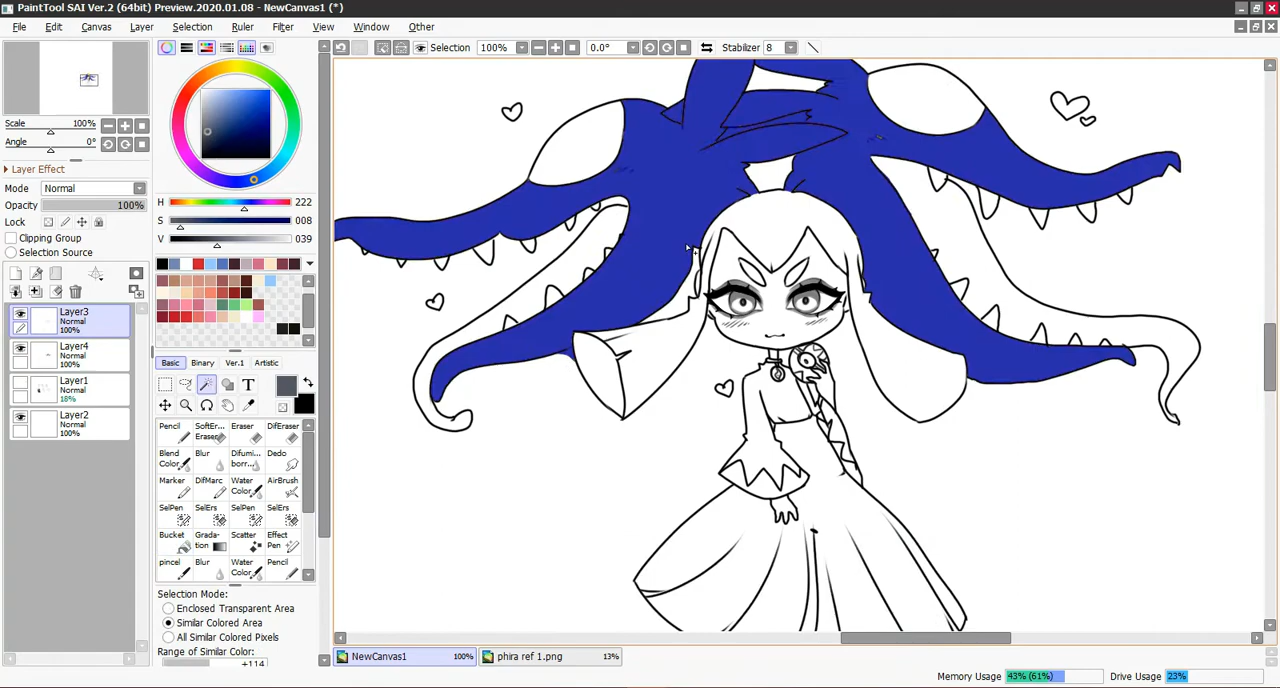 PaintTool SAI Ver.2 (64bit) Preview.2020.01.08 - NewCanvas1 (*)
File Edit Canvas Layer Selection Ruler Filter View Window Other
Selection 100% 0.0° Stabilizer 8
Scale 100%
Angle 0°
Layer Effect
Mode Normal
Opacity 100%
Lock
Clipping Group
Selection Source
Layer3
Normal
100%
Layer4
Normal
100%
Layer1
Normal
18%
Layer2
Normal
100%
H 222
S 008
V 039
Basic Binary Ver.1 Artistic
T
Pencil SoftEr... Eraser Eraser DifEraser
Blend Color Blur Difumi... borr... Dedo
Marker DifMarc Water Color AirBrush
SelPen SelErs SelPen SelErs
Bucket Grada- tion Scatter Effect Pen
pincel Blur Water Color Pencil
Selection Mode:
Enclosed Transparent Area
Similar Colored Area
All Similar Colored Pixels
Range of Similar Color:
+114
NewCanvas1 100% phira ref 1.png 13%
Memory Usage 43% (61%) Drive Usage 23%